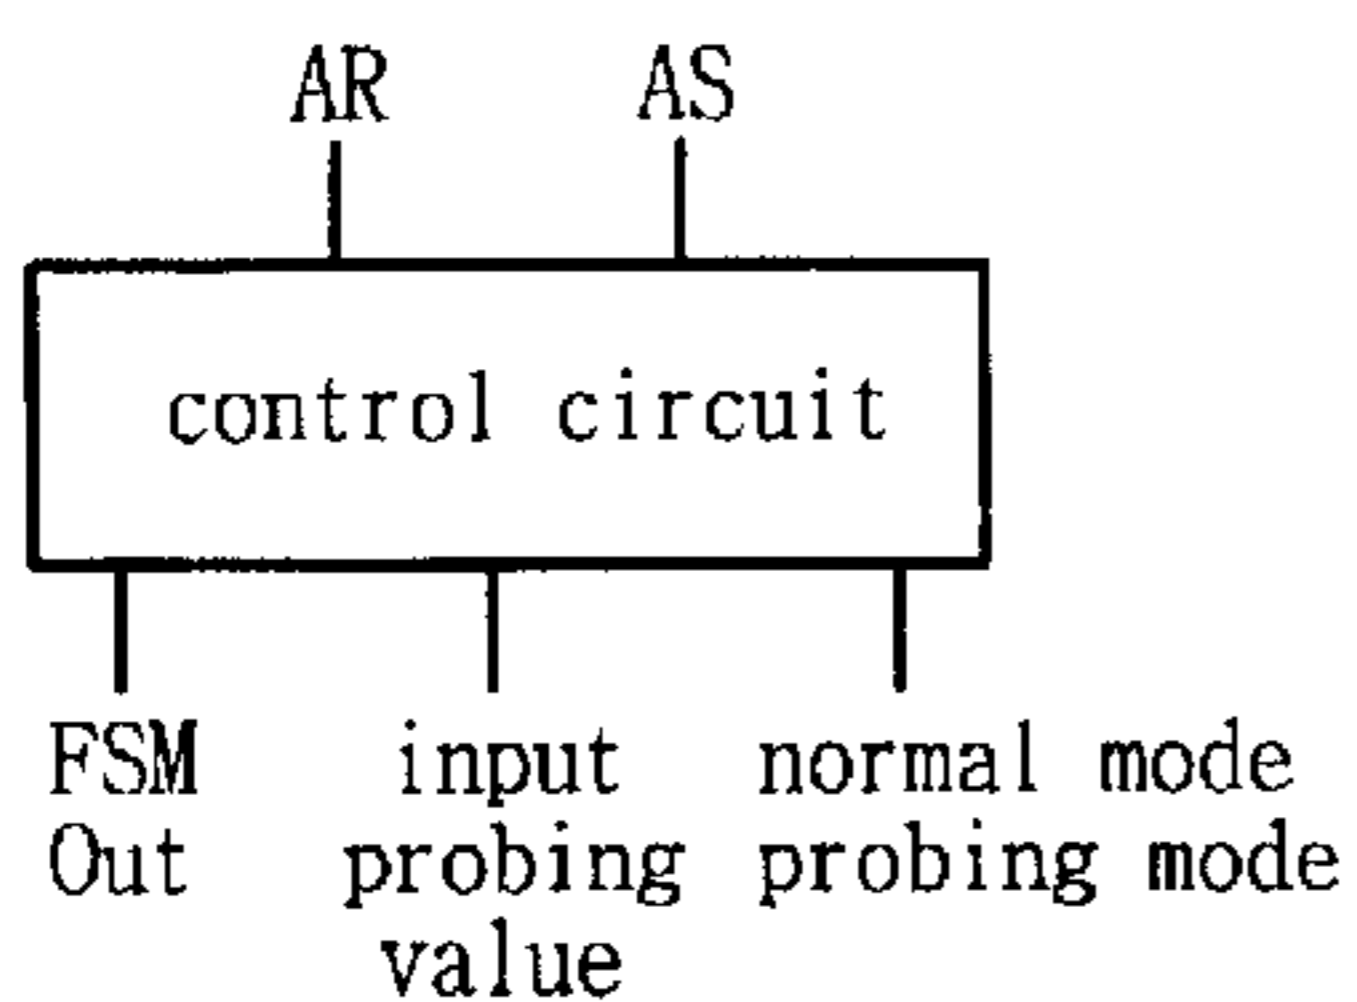 AR AS
control circuit
FSM input normal mode
Out probing probing mode
value